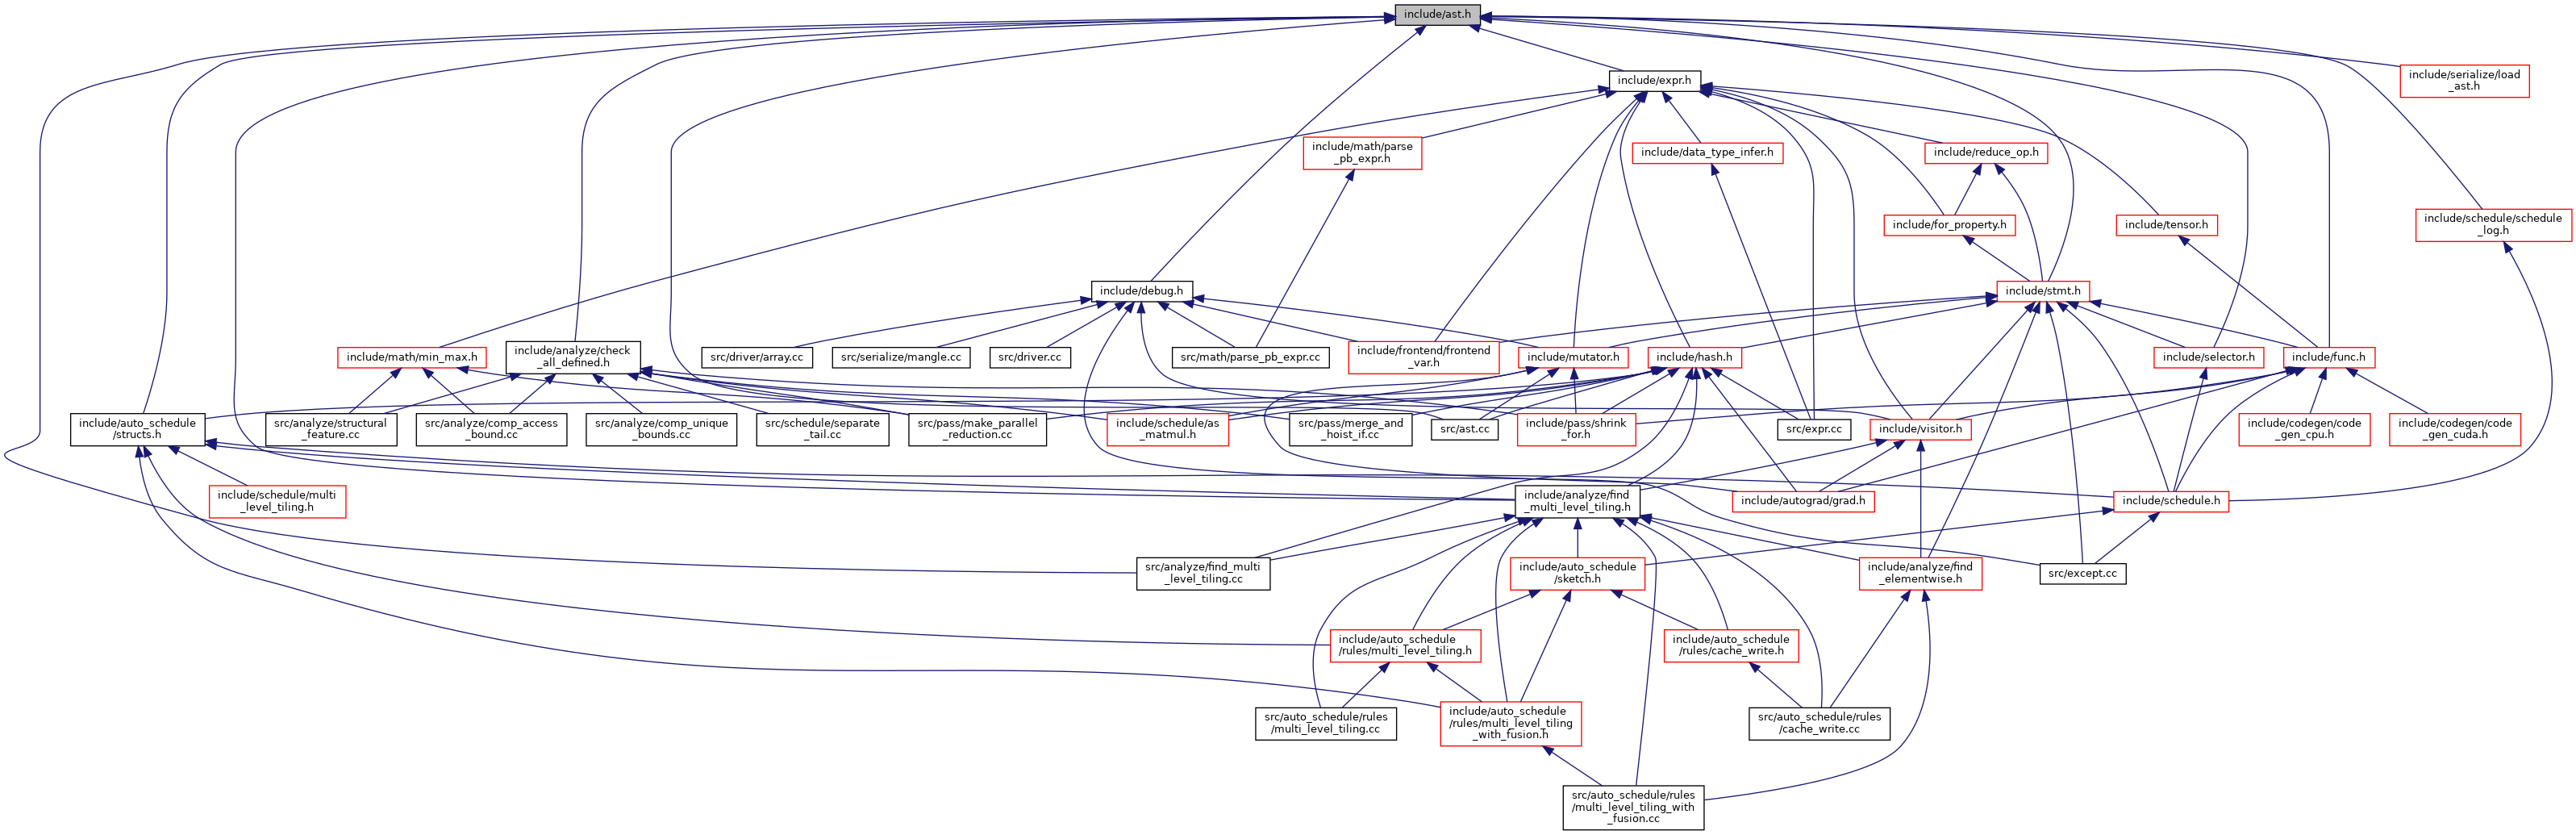 include/ast.h
include/expr.h
include/serialize/load
_ast.h
include/math/parse
_pb_expr.h
include/data_type_infer.h
include/reduce_op.h
include/for_property.h
include/tensor.h
include/schedule/schedule
_log.h
include/debug.h
include/stmt.h
include/math/min_max.h
include/analyze/check
_all_defined.h
src/driver/array.cc
src/serialize/mangle.cc
src/driver.cc
src/math/parse_pb_expr.cc
include/frontend/frontend
_var.h
include/mutator.h
include/hash.h
include/selector.h
include/func.h
include/auto_schedule
/structs.h
src/analyze/structural
_feature.cc
src/analyze/comp_access
_bound.cc
src/analyze/comp_unique
_bounds.cc
src/schedule/separate
_tail.cc
src/pass/make_parallel
_reduction.cc
include/schedule/as
_matmul.h
src/pass/merge_and
_hoist_if.cc
src/ast.cc
include/pass/shrink
_for.h
src/expr.cc
include/visitor.h
include/codegen/code
_gen_cpu.h
include/codegen/code
_gen_cuda.h
include/schedule/multi
_level_tiling.h
include/analyze/find
_multi_level_tiling.h
include/autograd/grad.h
include/schedule.h
src/analyze/find_multi
_level_tiling.cc
include/auto_schedule
/sketch.h
include/analyze/find
_elementwise.h
src/except.cc
include/auto_schedule
/rules/multi_level_tiling.h
include/auto_schedule
/rules/cache_write.h
src/auto_schedule/rules
/multi_level_tiling.cc
include/auto_schedule
/rules/multi_level_tiling
_with_fusion.h
src/auto_schedule/rules
/cache_write.cc
src/auto_schedule/rules
/multi_level_tiling_with
_fusion.cc